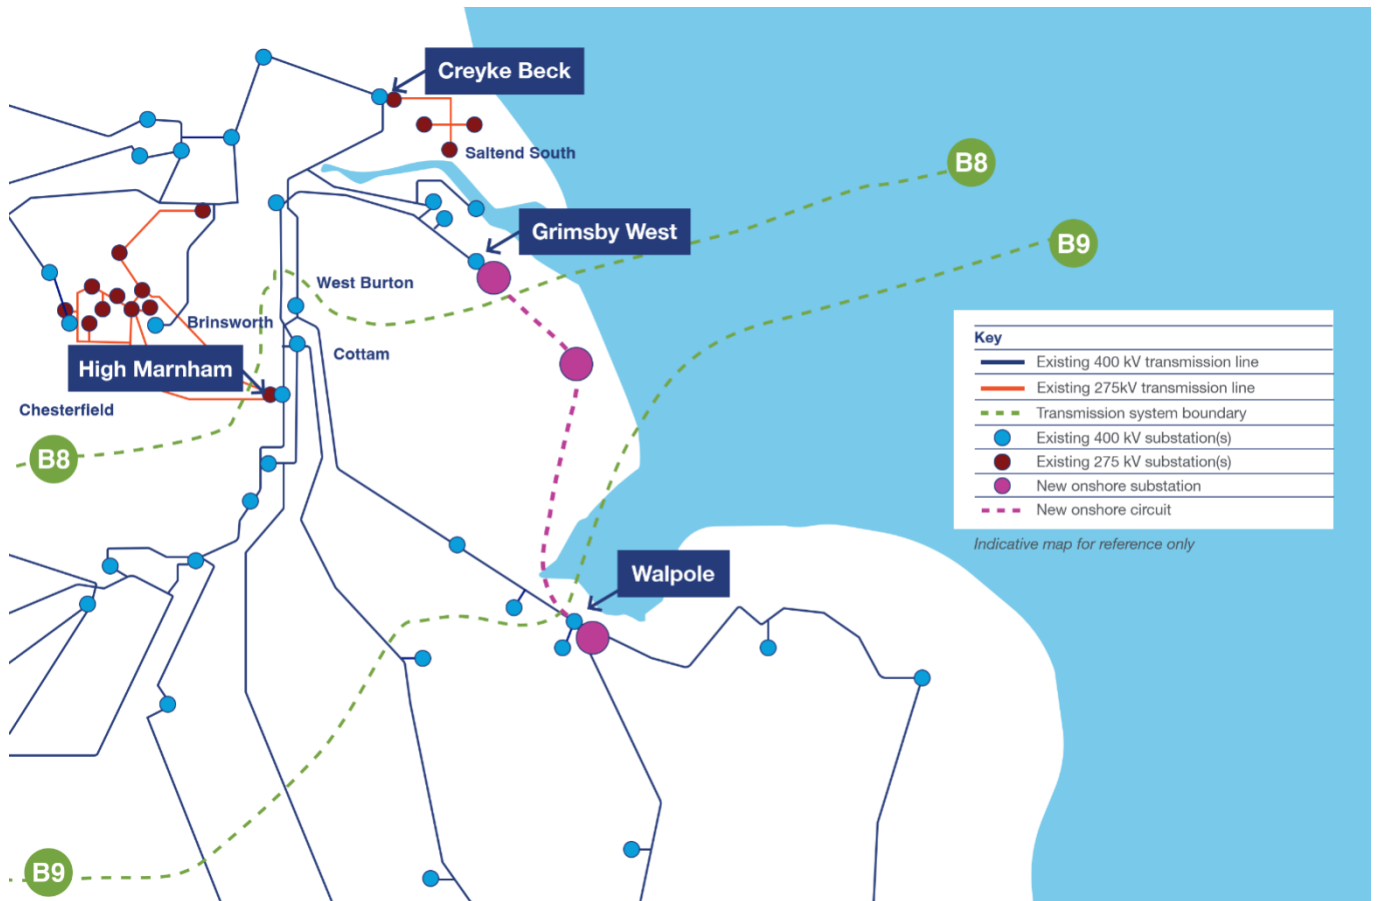 Creyke Beck
Saltend South
B8
Grimsby West
B9
West Burton
Brinsworth
Cottam
High Marnham
Chesterfield
B8
Key
Existing 400 kV transmission line
Existing 275kV transmission line
Transmission system boundary
Existing 400 kV substation(s)
Existing 275 kV substation(s)
New onshore substation
New onshore circuit
Indicative map for reference only
Walpole
B9